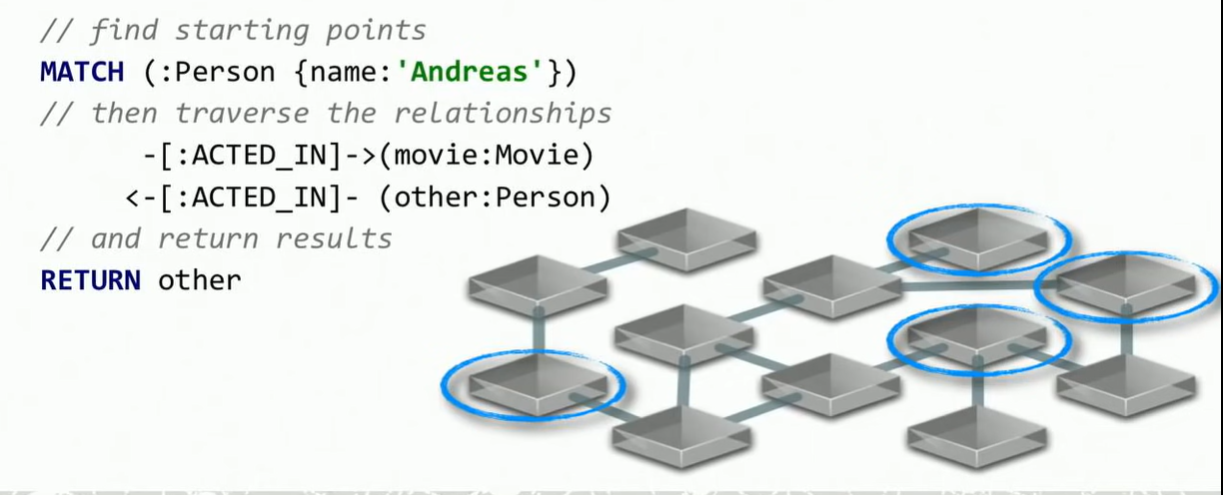 // find starting points
MATCH (:Person {name:'Andreas'})
// then traverse the relationships
-[:ACTED_IN]->(movie:Movie)
<-[:ACTED_IN]- (other:Person)
// and return results
RETURN other